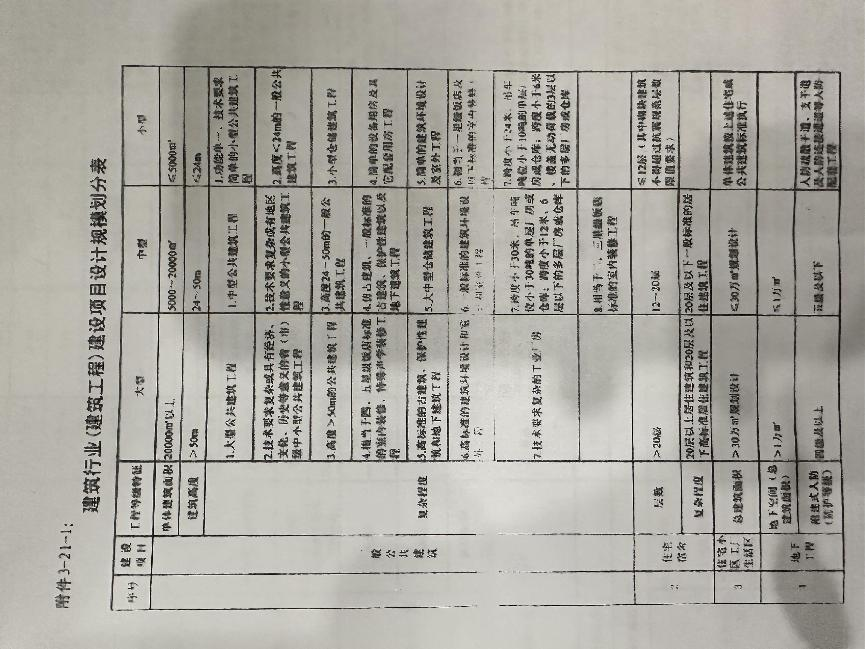 附件3-21-1:
建筑行业(建筑工程)建设项目设计规模划分表
序号
建设
项目
工程等级特征
大型
中型
小型
一般公共建筑
单体建筑面积
20000m²以上
5000~20000m²
≤5000m²
建筑高度
>50m
24~50m
≤24m
复杂程度
1.大型公共建筑工程
1.中型公共建筑工程
1.功能单一、技术要求
简单的小型公共建筑工
程
2.技术要求复杂或具有经济、
文化、历史等意义的省(市)
级中小型公共建筑工程
2.技术要求复杂或有地区
性意义的小型公共建筑工
程
2.高度<24m的一般公共
建筑工程
3.高度>50m的公共建筑工程
3.高度24~50m的一般公
共建筑工程
3.小型仓储建筑工程
4.相当于四、五星级饭店标准
的室内装修、特殊声学装修工
程
4.仿古建筑、一般标准的
古建筑、保护性建筑以及
地下建筑工程
4.简单的设备用房及其
它配套用房工程
5.高标准的古建筑、保护性建
筑和地下建筑工程
5.大中型仓储建筑工程
5.简单的建筑环境设计
及室外工程
6.高标准的建筑环境设计和室
外工程
6.一般标准的建筑环境设
计和室外工程
6.相当于一星级饭店及
以下标准的室内装修工
程
7.技术要求复杂的工业厂房
7.跨度小于30米、吊车吨
位小于30吨的单层厂房或
仓库；跨度小于12米、6
层以下的多层厂房或仓库
7.跨度小于24米、吊车
吨位小于10吨的单层厂
房或仓库；跨度小于6米
、楼盖无动荷载的3层以
下的多层厂房或仓库
8.相当于二、三星级饭店
标准的室内装修工程
2
住宅
宿舍
层数
>20层
12~20层
≤12层(其中砌块建筑
不得超过抗震规范层数
限值要求)
复杂程度
20层以上居住建筑和20层及以
下高标准居住建筑工程
20层及以下一般标准的居
住建筑工程
3
住宅小
区工厂
生活区
总建筑面积
>30万㎡规划设计
≤30万㎡规划设计
单体建筑按上述住宅或
公共建筑标准执行
4
地下
工程
地下空间(总
建筑面积)
>1万m²
≤1万m²
附建式人防
(防护等级)
四级及以上
五级及以下
人防疏散干道、支干道
及人防连接通道等人防
配套工程